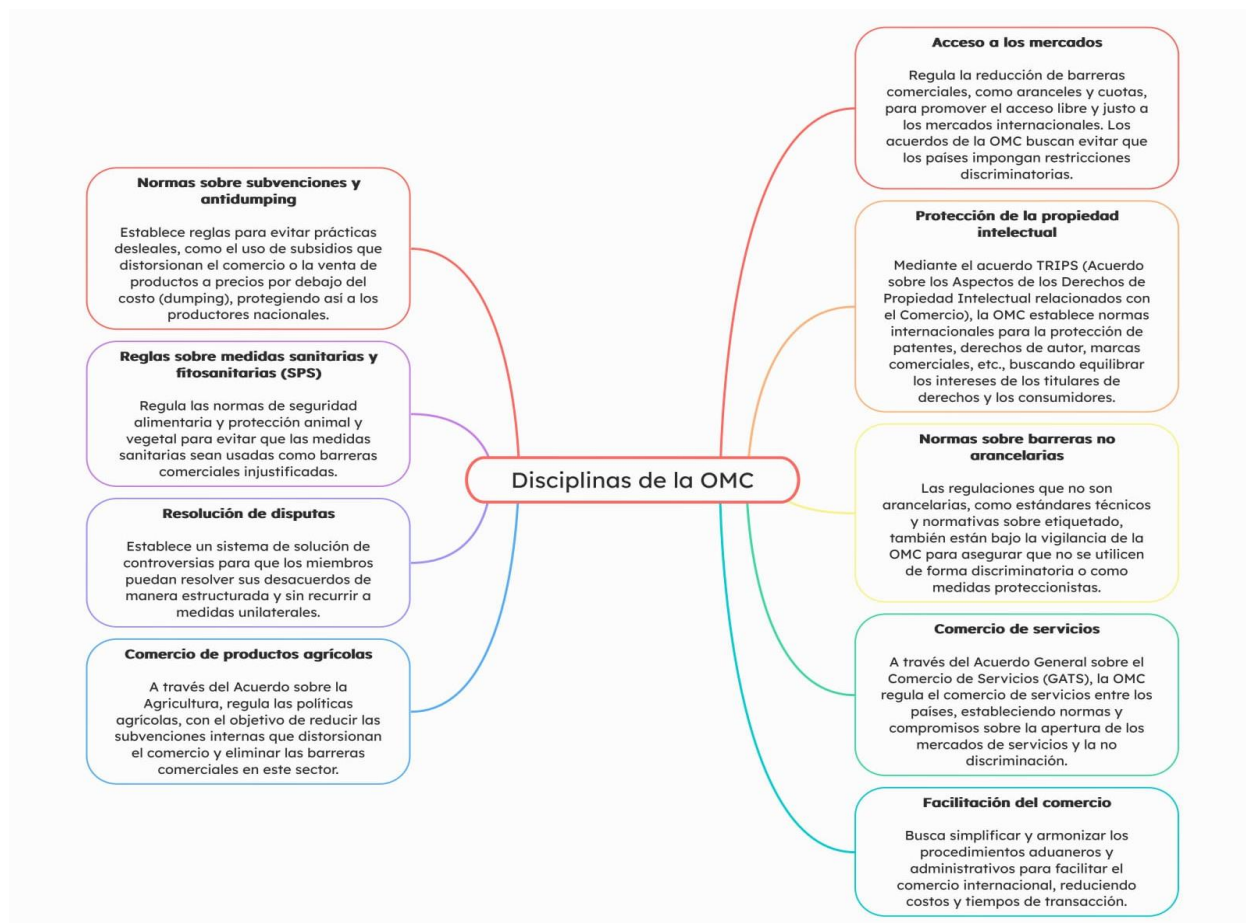 Disciplinas de la OMC
Acceso a los mercados
Regula la reducción de barreras
comerciales, como aranceles y cuotas,
para promover el acceso libre y justo a
los mercados internacionales. Los
acuerdos de la OMC buscan evitar que
los países impongan restricciones
discriminatorias.
Protección de la propiedad
intelectual
Mediante el acuerdo TRIPS (Acuerdo
sobre los Aspectos de los Derechos de
Propiedad Intelectual relacionados con
el Comercio), la OMC establece normas
internacionales para la protección de
patentes, derechos de autor, marcas
comerciales, etc., buscando equilibrar
los intereses de los titulares de
derechos y los consumidores.
Normas sobre barreras no
arancelarias
Las regulaciones que no son
arancelarias, como estándares técnicos
y normativas sobre etiquetado,
también están bajo la vigilancia de la
OMC para asegurar que no se utilicen
de forma discriminatoria o como
medidas proteccionistas.
Comercio de servicios
A través del Acuerdo General sobre el
Comercio de Servicios (GATS), la OMC
regula el comercio de servicios entre los
países, estableciendo normas y
compromisos sobre la apertura de los
mercados de servicios y la no
discriminación.
Facilitación del comercio
Busca simplificar y armonizar los
procedimientos aduaneros y
administrativos para facilitar el
comercio internacional, reduciendo
costos y tiempos de transacción.
Normas sobre subvenciones y
antidumping
Establece reglas para evitar prácticas
desleales, como el uso de subsidios que
distorsionan el comercio o la venta de
productos a precios por debajo del
costo (dumping), protegiendo así a los
productores nacionales.
Reglas sobre medidas sanitarias y
fitosanitarias (SPS)
Regula las normas de seguridad
alimentaria y protección animal y
vegetal para evitar que las medidas
sanitarias sean usadas como barreras
comerciales injustificadas.
Resolución de disputas
Establece un sistema de solución de
controversias para que los miembros
puedan resolver sus desacuerdos de
manera estructurada y sin recurrir a
medidas unilaterales.
Comercio de productos agrícolas
A través del Acuerdo sobre la
Agricultura, regula las políticas
agrícolas, con el objetivo de reducir las
subvenciones internas que distorsionan
el comercio y eliminar las barreras
comerciales en este sector.